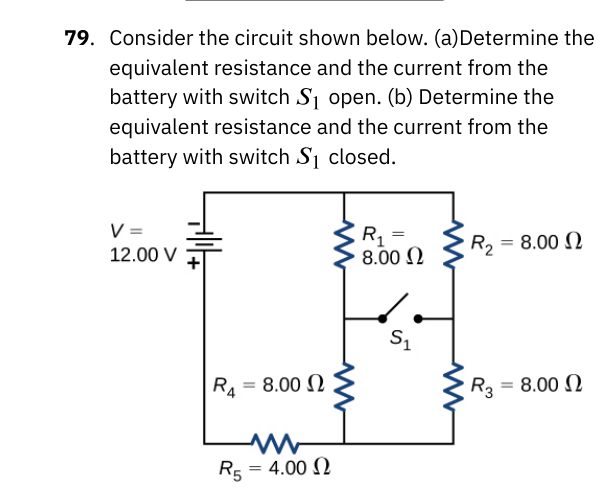 79. Consider the circuit shown below. (a)Determine the
equivalent resistance and the current from the
battery with switch S₁ open. (b) Determine the
equivalent resistance and the current from the
battery with switch S₁ closed.
V =
12.00 V
−
+
R₁ =
8.00 Ω
R₂ = 8.00 Ω
S₁
R₄ = 8.00 Ω
R₃ = 8.00 Ω
R₅ = 4.00 Ω